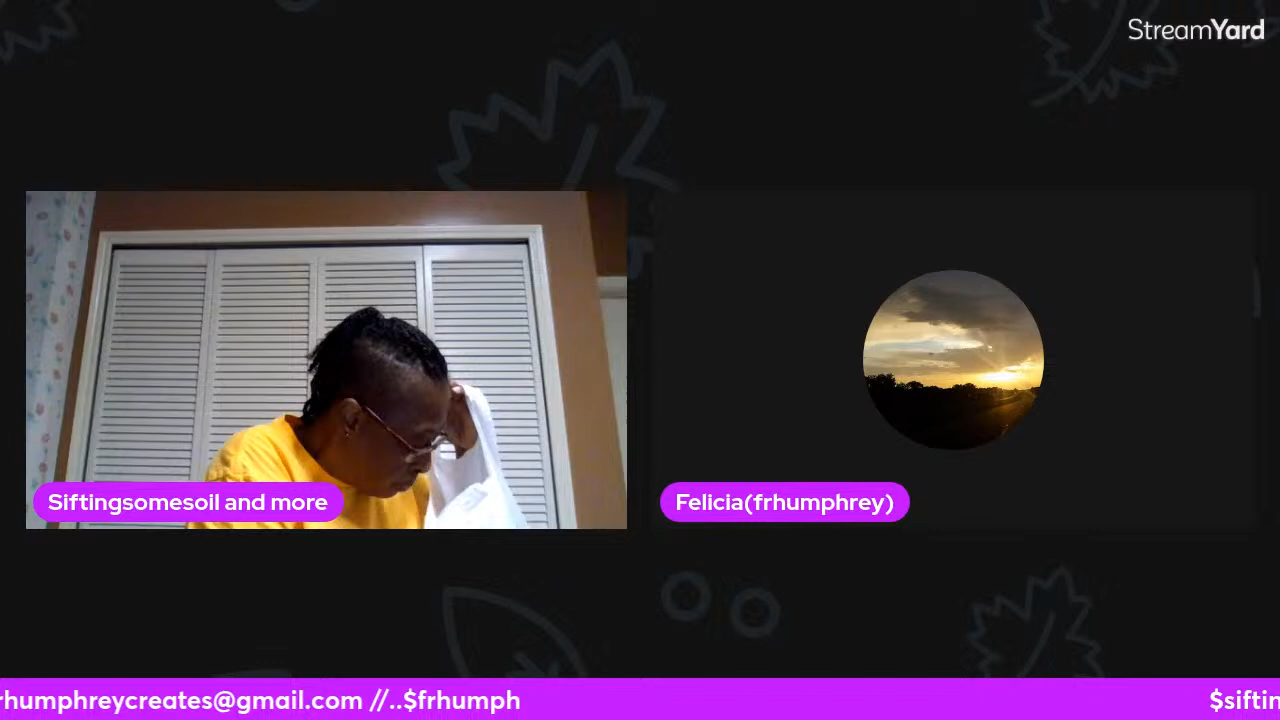 StreamYard
Siftingsomesoil and more
Felicia(frhumphrey)
rhumphreycreates@gmail.com //..$frhumph
$siftin